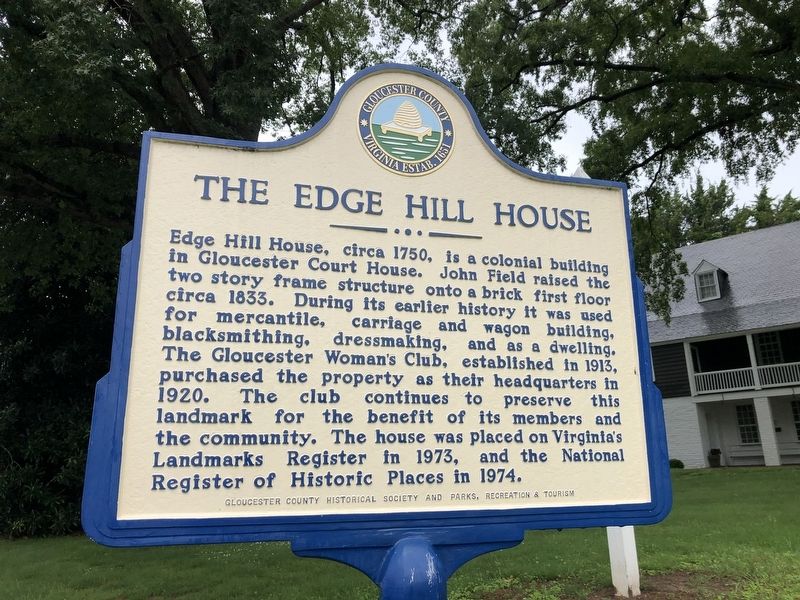 GLOUCESTER COUNTY
VIRGINIA ESTAB. 1651
THE EDGE HILL HOUSE
Edge Hill House, circa 1750, is a colonial building
in Gloucester Court House. John Field raised the
two story frame structure onto a brick first floor
circa 1833. During its earlier history it was used
for mercantile, carriage and wagon building,
blacksmithing, dressmaking, and as a dwelling.
The Gloucester Woman's Club, established in 1913,
purchased the property as their headquarters in
1920. The club continues to preserve this
landmark for the benefit of its members and
the community. The house was placed on Virginia's
Landmarks Register in 1973, and the National
Register of Historic Places in 1974.
GLOUCESTER COUNTY HISTORICAL SOCIETY AND PARKS, RECREATION & TOURISM